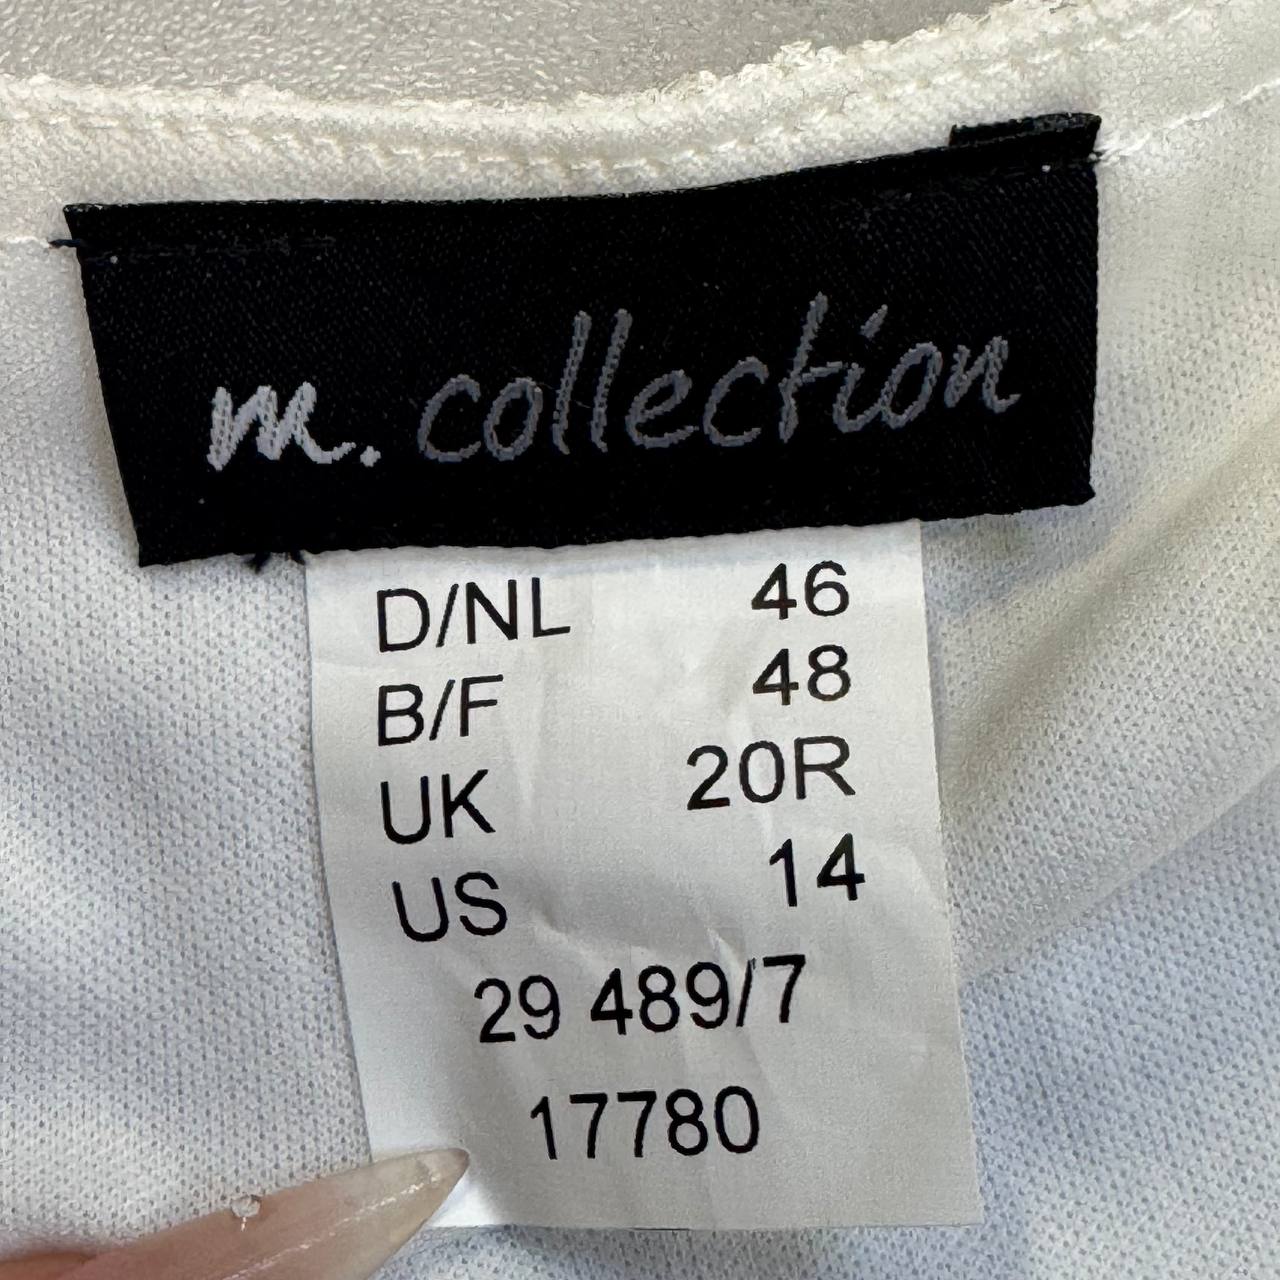 m. collection
D/NL 46
B/F 48
UK 20R
US 14
29 489/7
17780